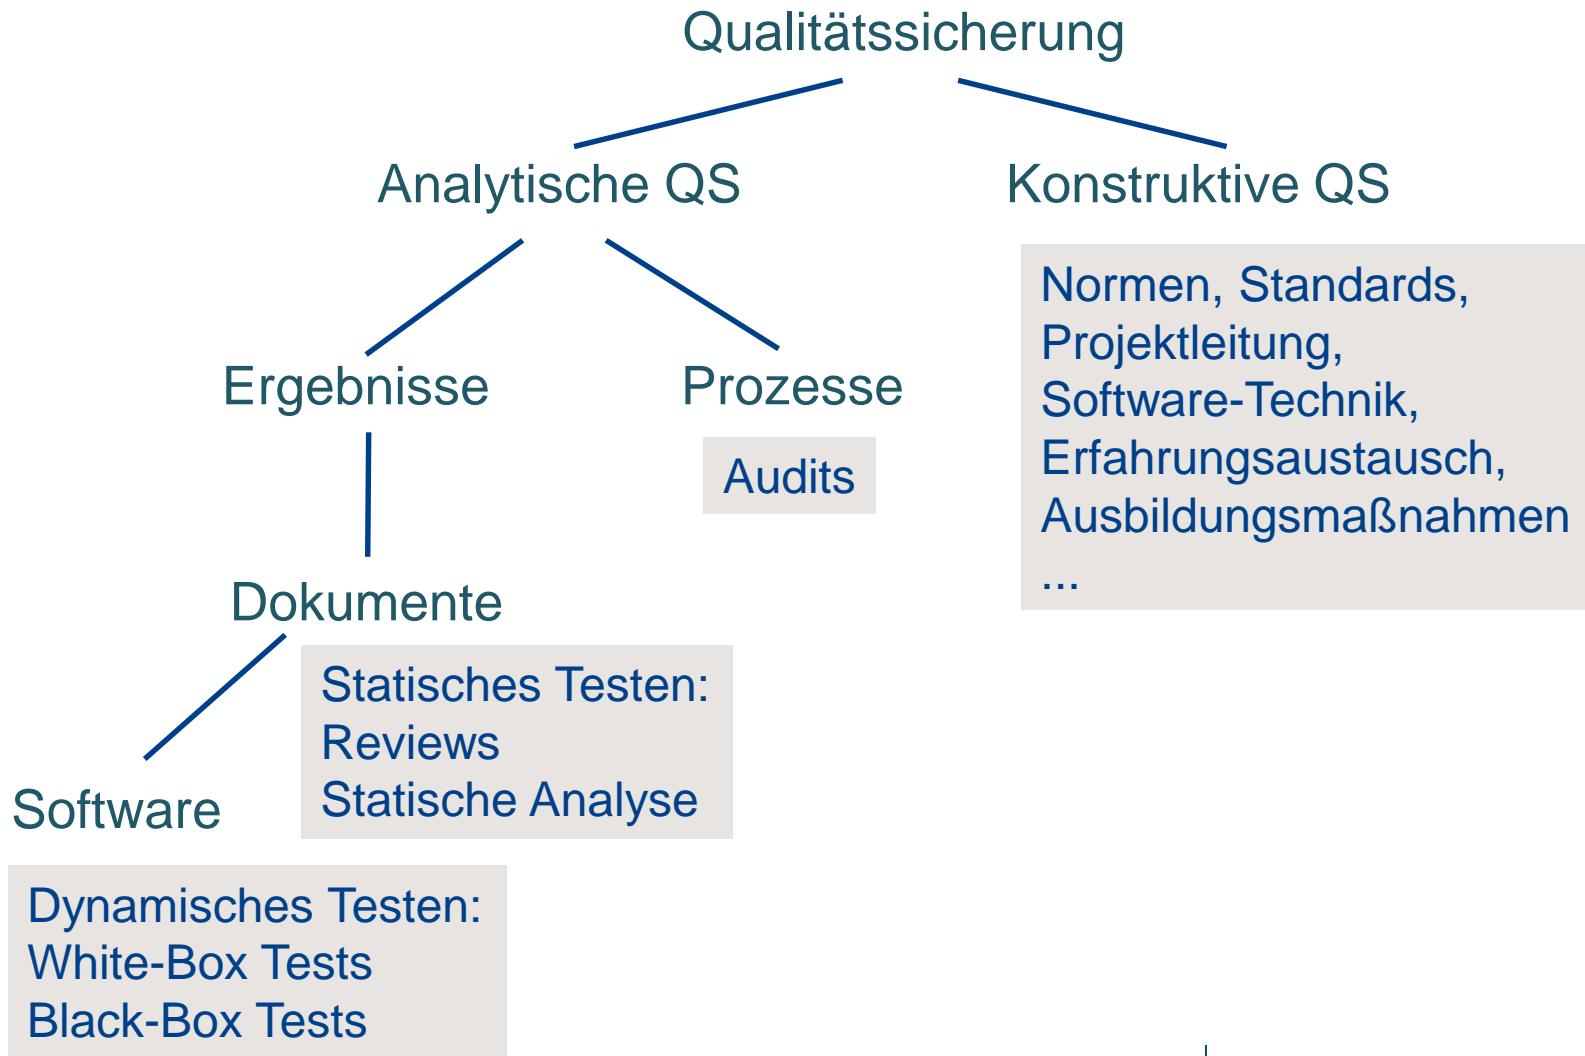 Qualitätssicherung
Analytische QS
Konstruktive QS
Normen, Standards,
Projektleitung,
Software-Technik,
Erfahrungsaustausch,
Ausbildungsmaßnahmen
...
Ergebnisse
Prozesse
Audits
Dokumente
Statisches Testen:
Reviews
Statische Analyse
Software
Dynamisches Testen:
White-Box Tests
Black-Box Tests